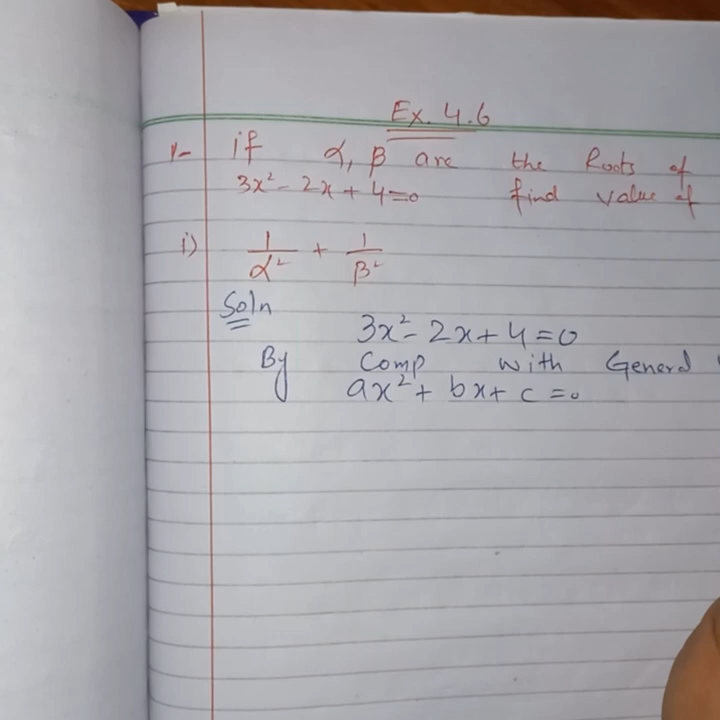 Ex. 4.6
1- if α, β are the Roots of
3x² - 2x + 4 = 0 find value of
i) 1/α² + 1/β²
Soln
3x² - 2x + 4 = 0
By Comp with General
ax² + bx + c = 0